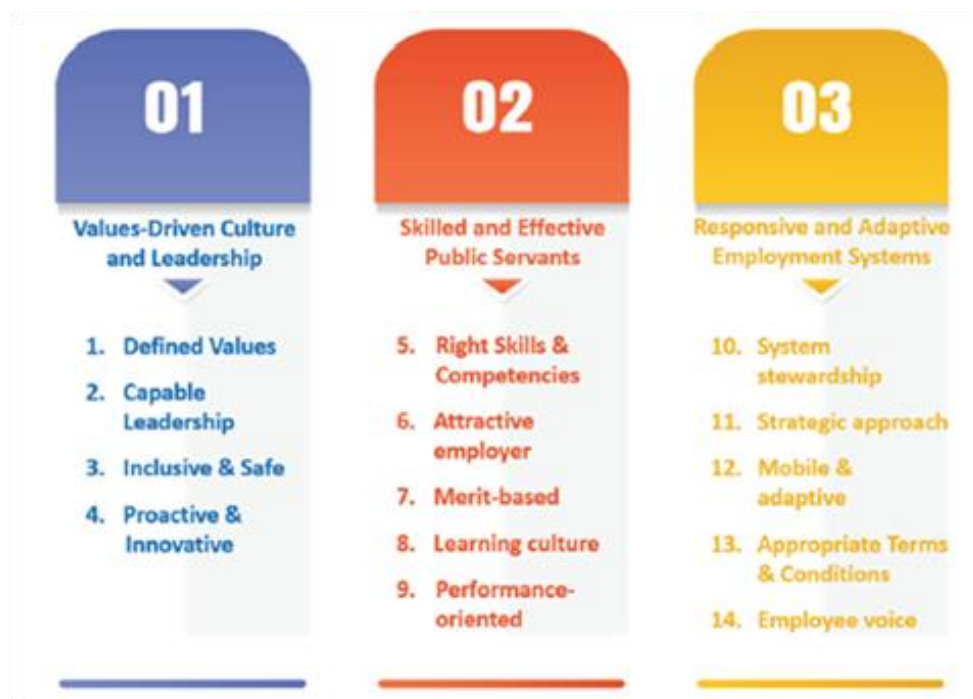 01
Values-Driven Culture
and Leadership
1. Defined Values
2. Capable
Leadership
3. Inclusive & Safe
4. Proactive &
Innovative
02
Skilled and Effective
Public Servants
5. Right Skills &
Competencies
6. Attractive
employer
7. Merit-based
8. Learning culture
9. Performance-
oriented
03
Responsive and Adaptive
Employment Systems
10. System
stewardship
11. Strategic approach
12. Mobile &
adaptive
13. Appropriate Terms
& Conditions
14. Employee voice